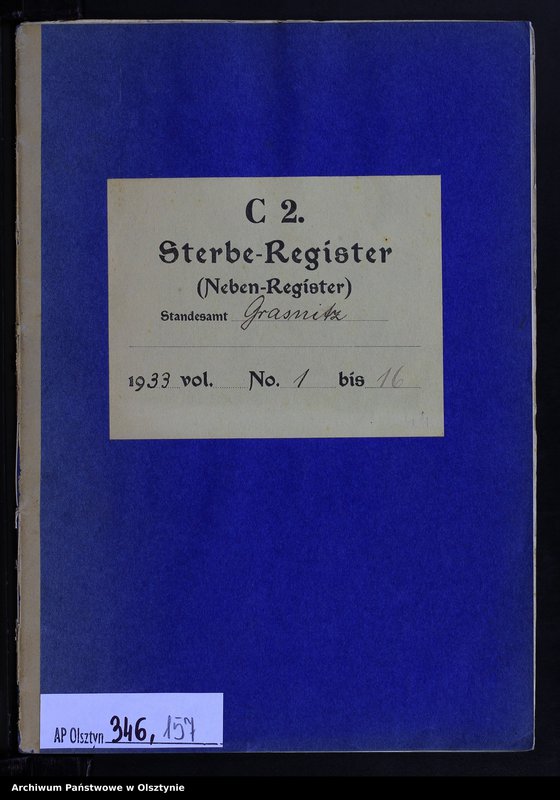 C 2.
Sterbe-Register
(Neben-Register)
Standesamt Grasnitz
1933 vol. No. 1 bis 16
AP Olsztyn 346, 157
Archiwum Państwowe w Olsztynie